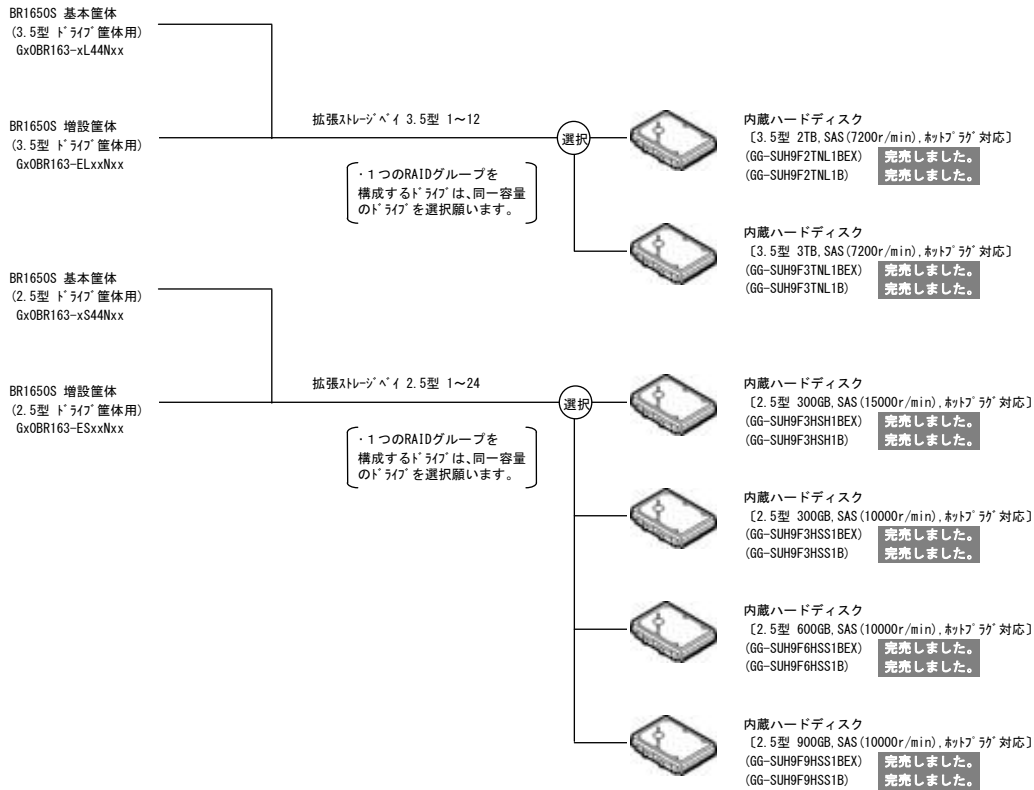 BR1650S 基本筐体
(3.5型 ﾄﾞﾗｲﾌﾞ筐体用)
Gx0BR163-xL44Nxx
BR1650S 増設筐体
(3.5型 ﾄﾞﾗｲﾌﾞ筐体用)
Gx0BR163-ELxxNxx
拡張ｽﾄﾚｰｼﾞﾍﾞｲ 3.5型 1～12
・１つのRAIDグループを
構成するﾄﾞﾗｲﾌﾞは､同一容量
のﾄﾞﾗｲﾌﾞを選択願います｡
選択
内蔵ハードディスク
〔3.5型 2TB,SAS(7200r/min),ﾎｯﾄﾌﾟﾗｸﾞ対応〕
(GG-SUH9F2TNL1BEX) 完売しました。
(GG-SUH9F2TNL1B) 完売しました。
内蔵ハードディスク
〔3.5型 3TB,SAS(7200r/min),ﾎｯﾄﾌﾟﾗｸﾞ対応〕
(GG-SUH9F3TNL1BEX) 完売しました。
(GG-SUH9F3TNL1B) 完売しました。
BR1650S 基本筐体
(2.5型 ﾄﾞﾗｲﾌﾞ筐体用)
Gx0BR163-xS44Nxx
BR1650S 増設筐体
(2.5型 ﾄﾞﾗｲﾌﾞ筐体用)
Gx0BR163-ESxxNxx
拡張ｽﾄﾚｰｼﾞﾍﾞｲ 2.5型 1～24
・１つのRAIDグループを
構成するﾄﾞﾗｲﾌﾞは､同一容量
のﾄﾞﾗｲﾌﾞを選択願います｡
選択
内蔵ハードディスク
〔2.5型 300GB,SAS(15000r/min),ﾎｯﾄﾌﾟﾗｸﾞ対応〕
(GG-SUH9F3HSH1BEX) 完売しました。
(GG-SUH9F3HSH1B) 完売しました。
内蔵ハードディスク
〔2.5型 300GB,SAS(10000r/min),ﾎｯﾄﾌﾟﾗｸﾞ対応〕
(GG-SUH9F3HSS1BEX) 完売しました。
(GG-SUH9F3HSS1B) 完売しました。
内蔵ハードディスク
〔2.5型 600GB,SAS(10000r/min),ﾎｯﾄﾌﾟﾗｸﾞ対応〕
(GG-SUH9F6HSS1BEX) 完売しました。
(GG-SUH9F6HSS1B) 完売しました。
内蔵ハードディスク
〔2.5型 900GB,SAS(10000r/min),ﾎｯﾄﾌﾟﾗｸﾞ対応〕
(GG-SUH9F9HSS1BEX) 完売しました。
(GG-SUH9F9HSS1B) 完売しました。